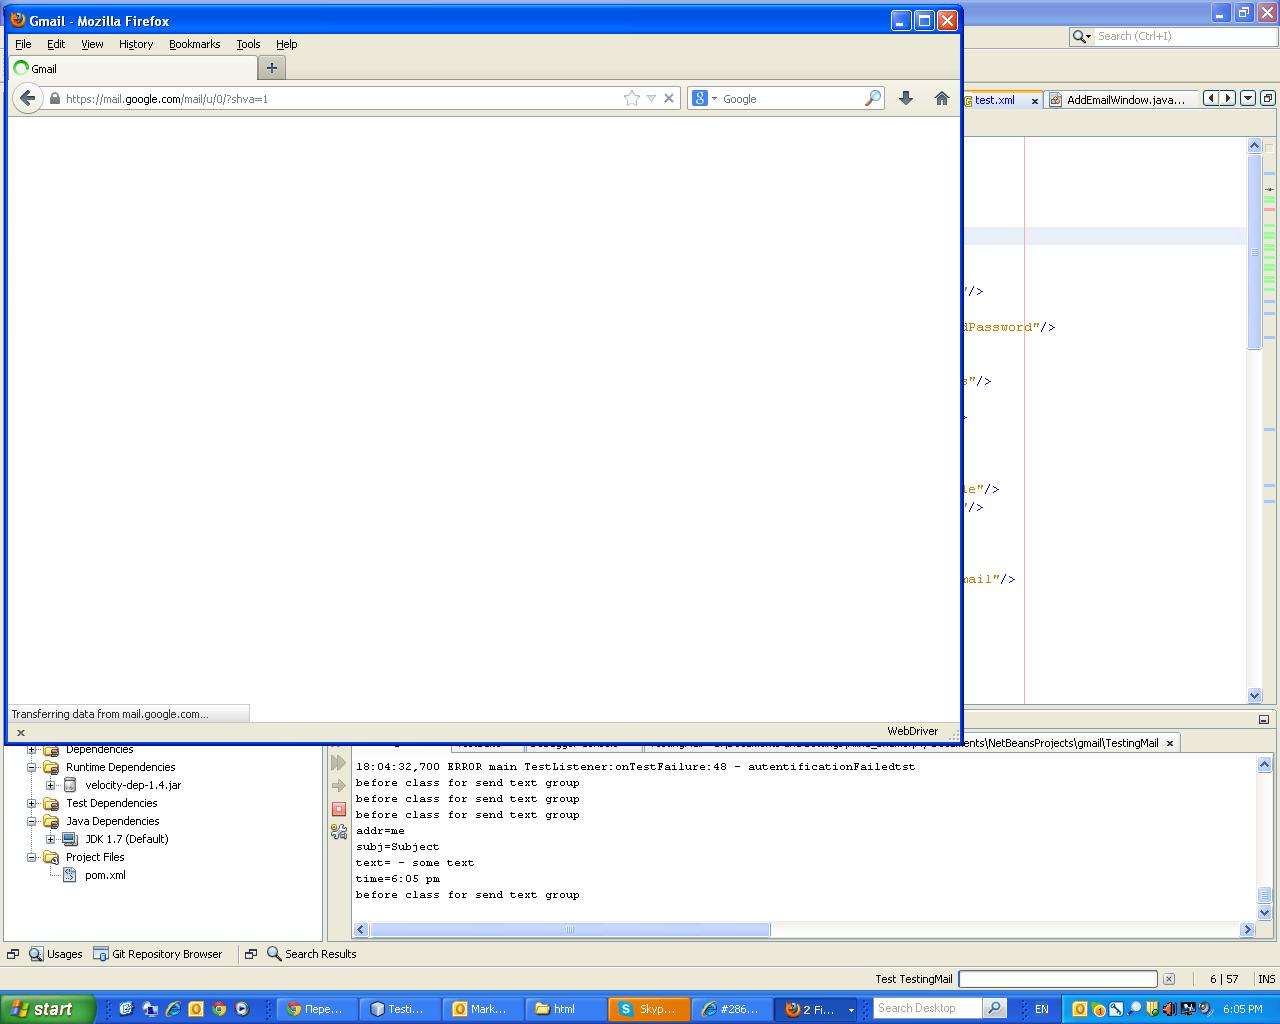 Gmail - Mozilla Firefox
File Edit View History Bookmarks Tools Help
Search (Ctrl+I)
Gmail
https://mail.google.com/mail/u/0/?shva=1
Google
test.xml
AddEmailWindow.java...
"/>
dPassword"/>
s"/>
>
le"/>
"/>
mail"/>
Transferring data from mail.google.com...
WebDriver
\NetBeansProjects\gmail\TestingMail
Dependencies
Runtime Dependencies
velocity-dep-1.4.jar
Test Dependencies
Java Dependencies
JDK 1.7 (Default)
Project Files
pom.xml
18:04:32,700 ERROR main TestListener:onTestFailure:48 - autentificationFailedtst
before class for send text group
before class for send text group
before class for send text group
addr=me
subj=Subject
text= - some text
time=6:05 pm
before class for send text group
Usages
Git Repository Browser
Search Results
Test TestingMail
6 | 57
INS
start
Пере...
Testi...
Mark...
html
Skyp...
#286...
2 Fi...
Search Desktop
EN
6:05 PM